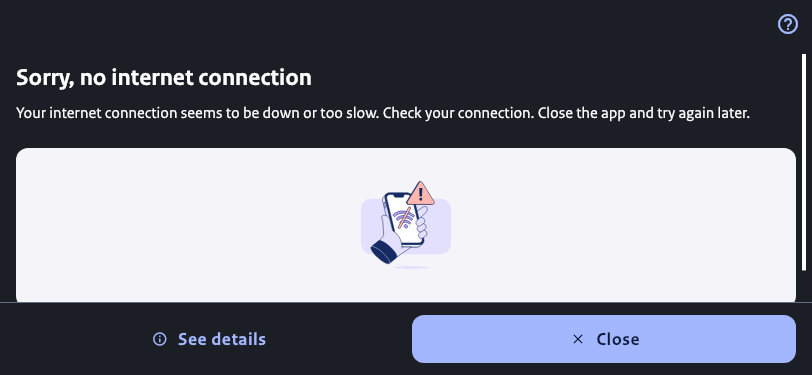 Sorry, no internet connection
Your internet connection seems to be down or too slow. Check your connection. Close the app and try again later.
See details
Close